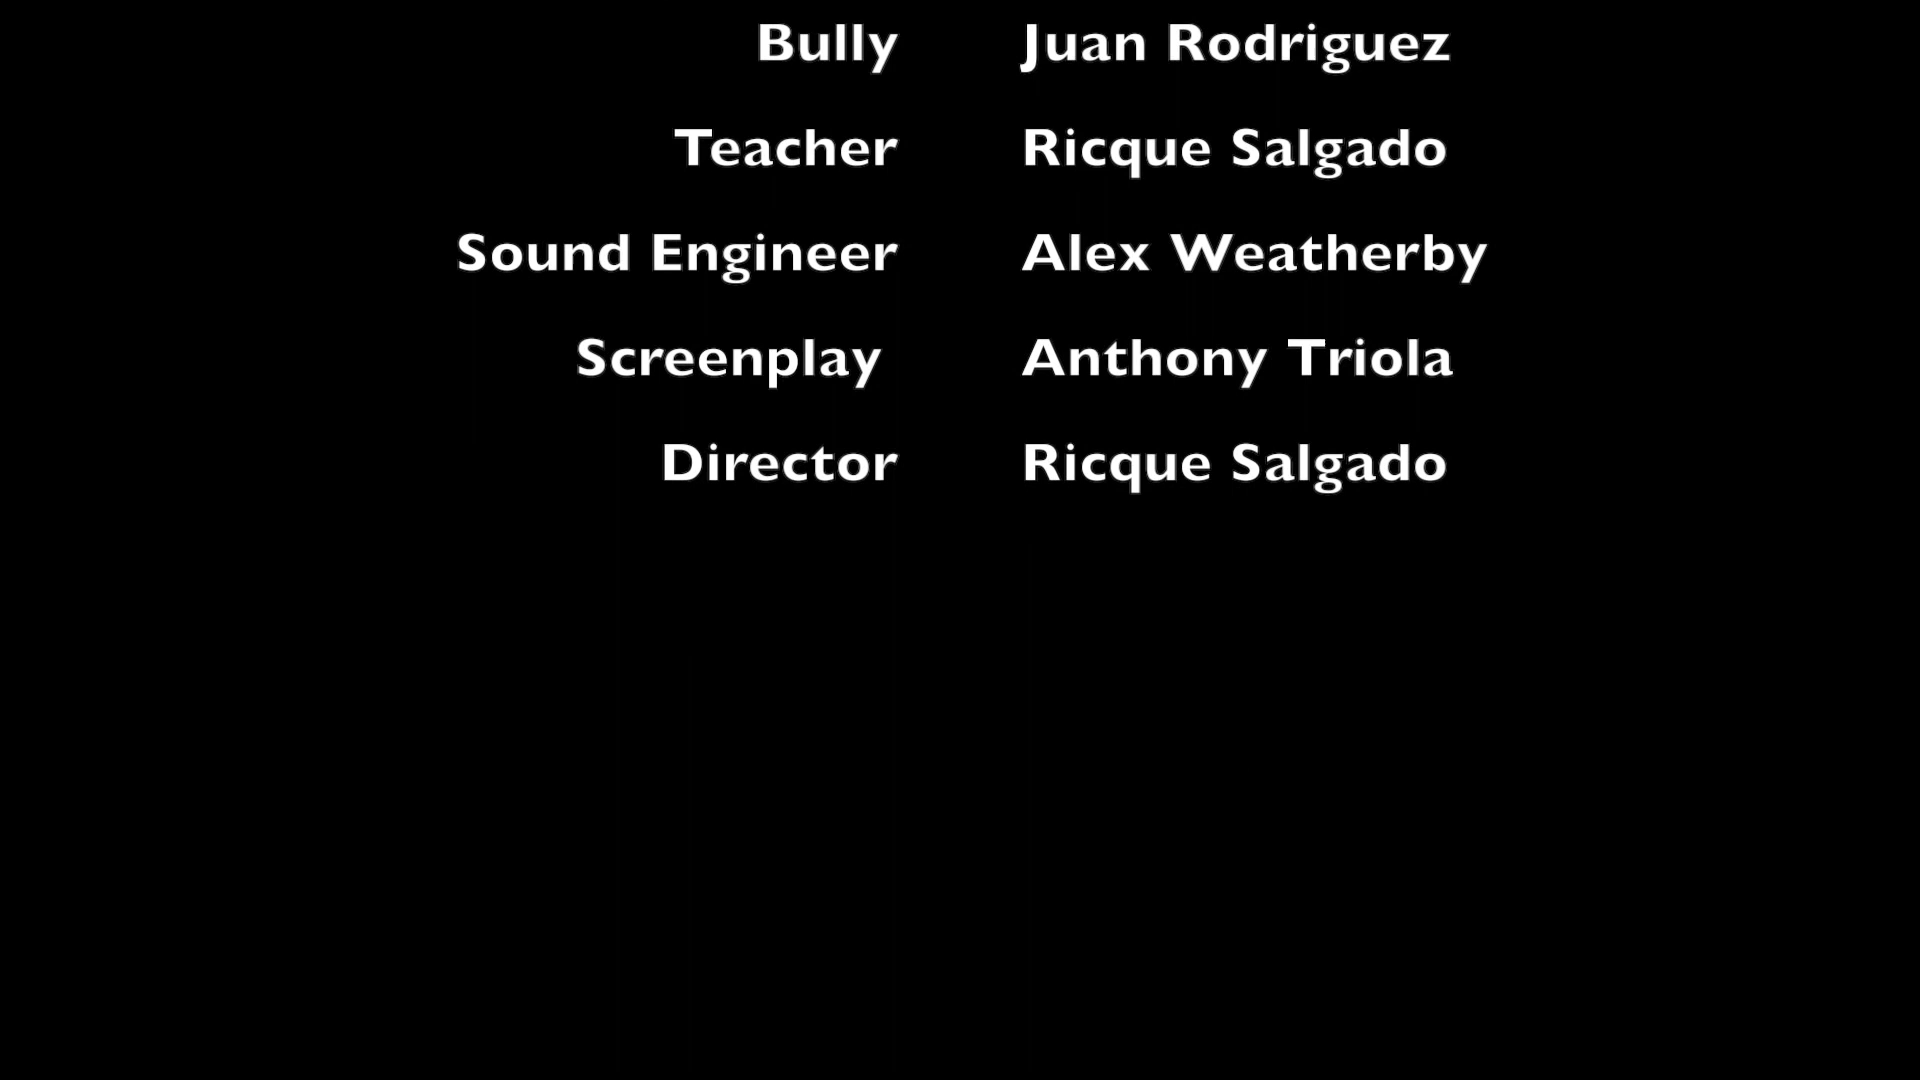 Bully Juan Rodriguez
Teacher Ricque Salgado
Sound Engineer Alex Weatherby
Screenplay Anthony Triola
Director Ricque Salgado